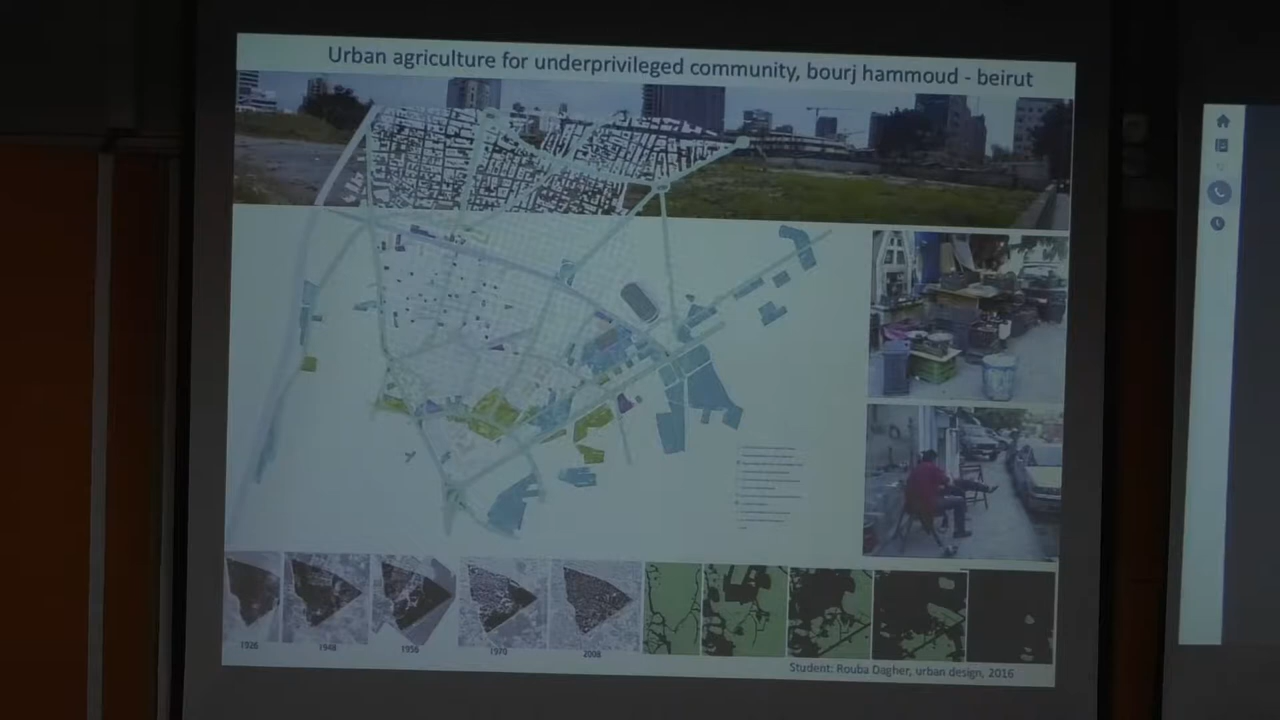 Urban agriculture for underprivileged community, bourj hammoud - beirut
1926
1948
1956
1970
2008
Student: Rouba Dagher, urban design, 2016